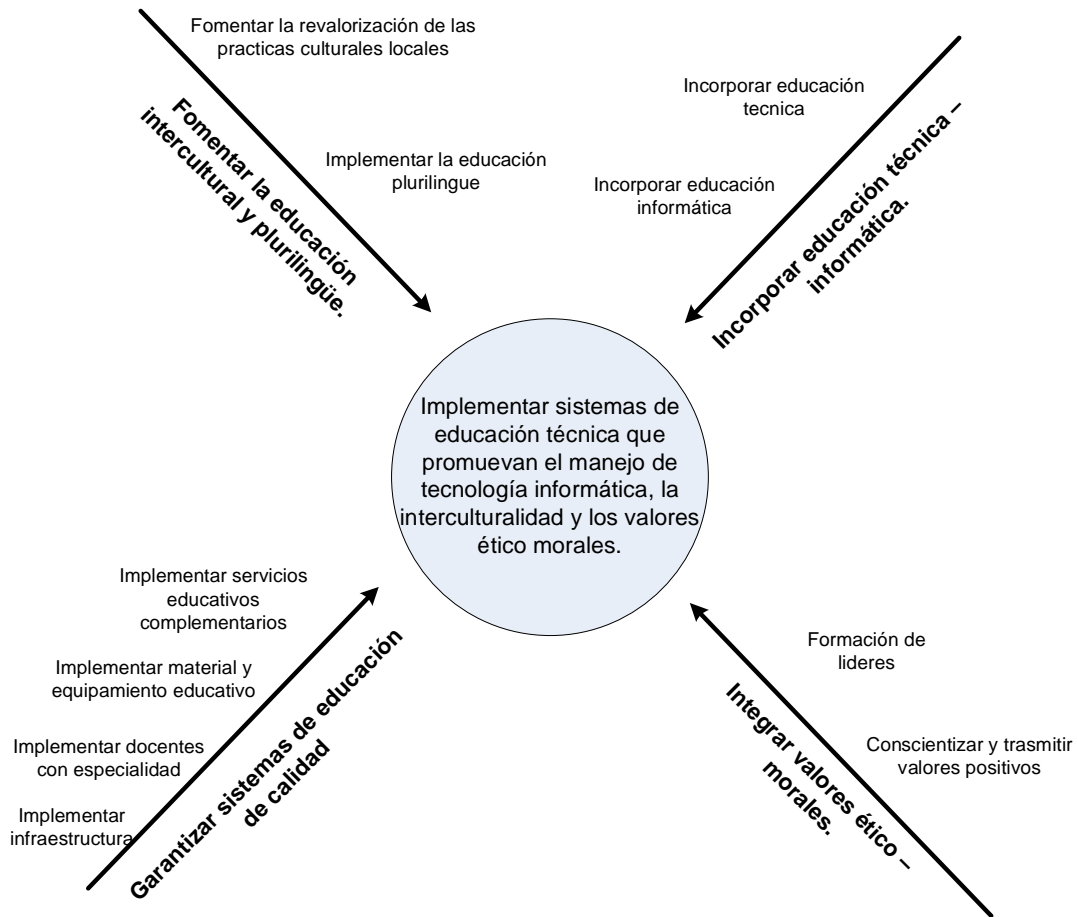 Fomentar la revalorización de las
practicas culturales locales
Fomentar la educación
intercultural y plurilingüe.
Implementar la educación
plurilingue
Incorporar educación
tecnica
Incorporar educación
informática
Incorporar educación técnica –
informática.
Implementar sistemas de
educación técnica que
promuevan el manejo de
tecnología informática, la
interculturalidad y los valores
ético morales.
Implementar servicios
educativos
complementarios
Implementar material y
equipamiento educativo
Implementar docentes
con especialidad
Implementar
infraestructura
Garantizar sistemas de educación
de calidad
Formación de
lideres
Conscientizar y trasmitir
valores positivos
Integrar valores ético –
morales.